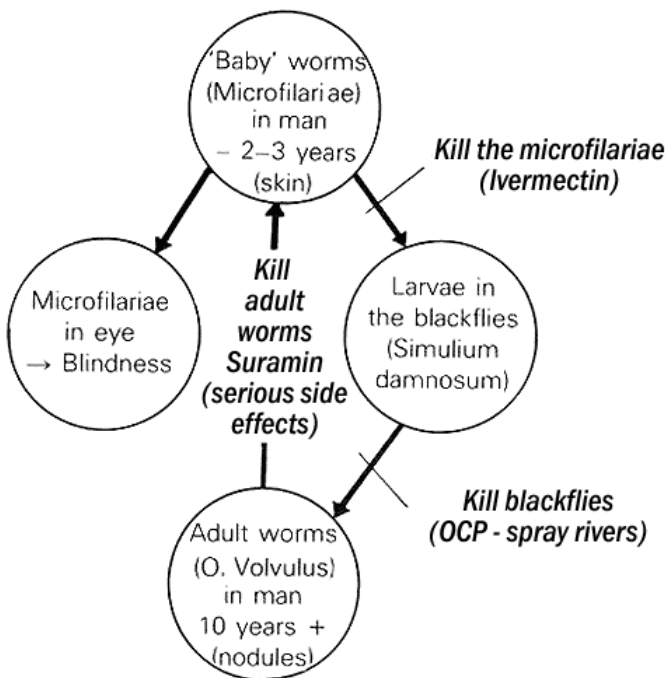 'Baby' worms
(Microfilariae)
in man
– 2–3 years
(skin)
Kill the microfilariae
(Ivermectin)
Microfilariae
in eye
→ Blindness
Kill
adult
worms
Suramin
(serious side
effects)
Larvae in
the blackflies
(Simulium
damnosum)
Kill blackflies
(OCP - spray rivers)
Adult worms
(O. Volvulus)
in man
10 years +
(nodules)